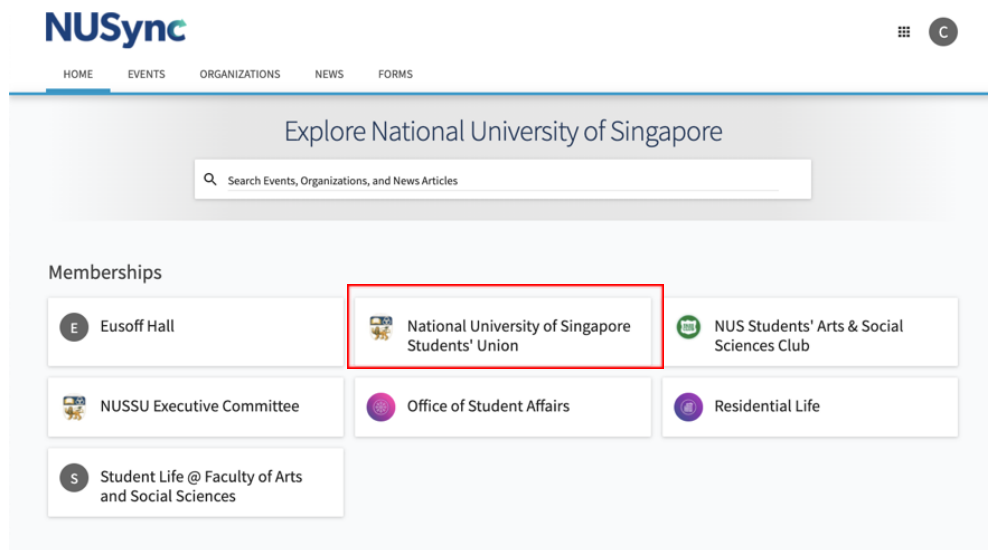 NUSync
C
HOME EVENTS ORGANIZATIONS NEWS FORMS
Explore National University of Singapore
Search Events, Organizations, and News Articles
Memberships
E Eusoff Hall
National University of Singapore
Students' Union
NUS Students' Arts & Social
Sciences Club
NUSSU Executive Committee
Office of Student Affairs
Residential Life
S Student Life @ Faculty of Arts
and Social Sciences